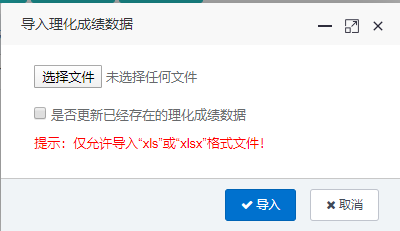 导入理化成绩数据
选择文件 未选择任何文件
是否更新已经存在的理化成绩数据
提示：仅允许导入“xls”或“xlsx”格式文件！
导入 取消